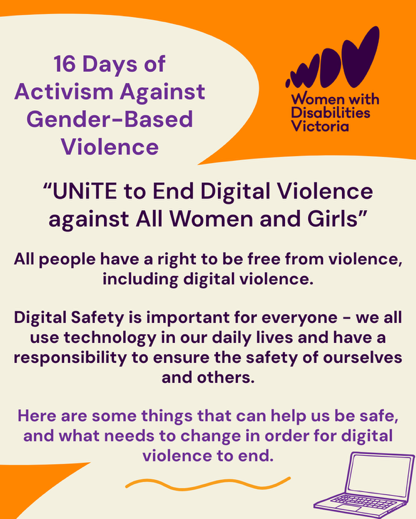 16 Days of
Activism Against
Gender-Based
Violence
Women with
Disabilities
Victoria
“UNiTE to End Digital Violence
against All Women and Girls”
All people have a right to be free from violence,
including digital violence.
Digital Safety is important for everyone - we all
use technology in our daily lives and have a
responsibility to ensure the safety of ourselves
and others.
Here are some things that can help us be safe,
and what needs to change in order for digital
violence to end.